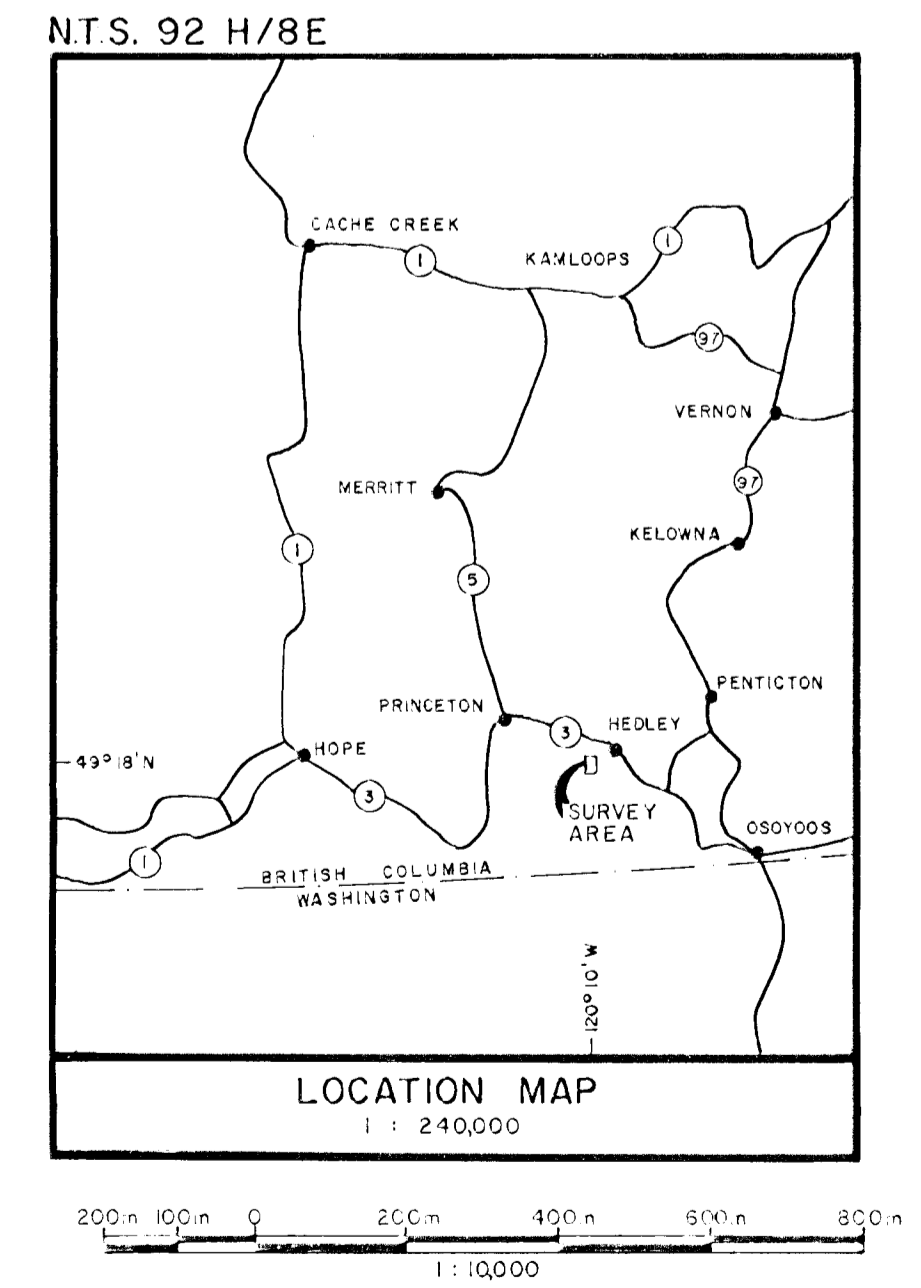 N.T.S. 92 H/8E
CACHE CREEK
1
KAMLOOPS
1
97
VERNON
MERRITT
97
KELOWNA
1
5
PENTICTON
PRINCETON
3
HEDLEY
HOPE
49°18'N
3
SURVEY
AREA
OSOYOOS
1
BRITISH COLUMBIA
WASHINGTON
120°10'W
LOCATION MAP
1 : 240,000
200m 100m 0 200m 400m 600m 800m
1 : 10,000